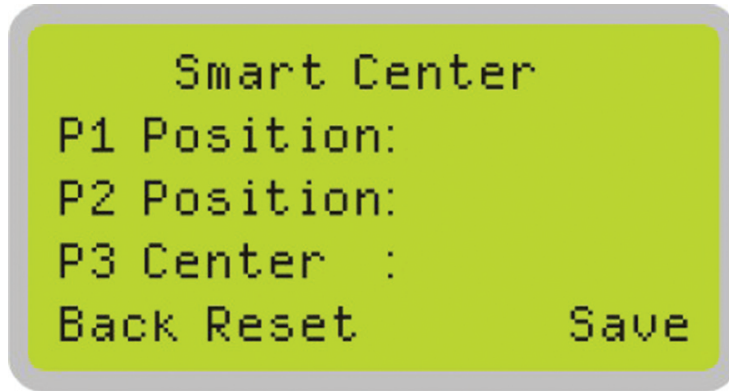 Smart Center
P1 Position:
P2 Position:
P3 Center :
Back Reset Save